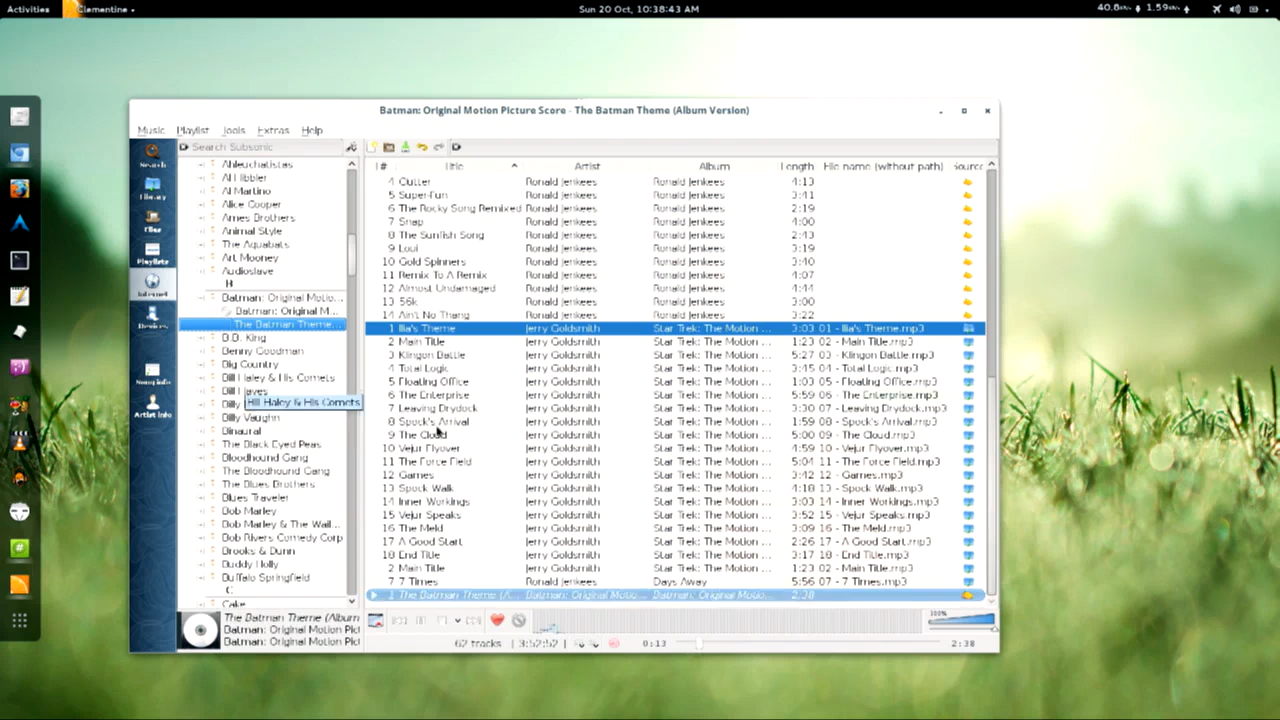 Activities Clementine Sun 20 Oct, 10:38:43 AM
Batman: Original Motion Picture Score - The Batman Theme (Album Version)
Music Playlist Tools Extras Help
Search Subsonic
Search
Library
Files
Playlists
Internet
Devices
Song info
Artist info
Ahleuchatistas
Al Hibbler
Al Martino
Alice Cooper
Ames Brothers
Animal Style
The Aquabats
Art Mooney
Audioslave
B
Batman: Original Motio...
Batman: Original M...
The Batman Theme...
B.B. King
Benny Goodman
Big Country
Bill Haley & His Comets
Bill Hayes
Bill Haley & His Comets
Billy
Billy Vaughn
Binaural
The Black Eyed Peas
Bloodhound Gang
The Bloodhound Gang
The Blues Brothers
Blues Traveler
Bob Marley
Bob Marley & The Wail...
Bob Rivers Comedy Corp
Brooks & Dunn
Buddy Holly
Buffalo Springfield
C
Cake
# Title Artist Album Length File name (without path) Source
4 Clutter Ronald Jenkees Ronald Jenkees 4:13
5 Super-Fun Ronald Jenkees Ronald Jenkees 3:41
6 The Rocky Song Remixed Ronald Jenkees Ronald Jenkees 2:19
7 Snap Ronald Jenkees Ronald Jenkees 4:00
8 The Sunfish Song Ronald Jenkees Ronald Jenkees 2:43
9 Loui Ronald Jenkees Ronald Jenkees 3:19
10 Gold Spinners Ronald Jenkees Ronald Jenkees 3:40
11 Remix To A Remix Ronald Jenkees Ronald Jenkees 4:07
12 Almost Undamaged Ronald Jenkees Ronald Jenkees 4:44
13 56k Ronald Jenkees Ronald Jenkees 3:00
14 Ain't No Thang Ronald Jenkees Ronald Jenkees 3:22
1 Ilia's Theme Jerry Goldsmith Star Trek: The Motion ... 3:03 01 - Ilia's Theme.mp3
2 Main Title Jerry Goldsmith Star Trek: The Motion ... 1:23 02 - Main Title.mp3
3 Klingon Battle Jerry Goldsmith Star Trek: The Motion ... 5:27 03 - Klingon Battle.mp3
4 Total Logic Jerry Goldsmith Star Trek: The Motion ... 3:45 04 - Total Logic.mp3
5 Floating Office Jerry Goldsmith Star Trek: The Motion ... 1:03 05 - Floating Office.mp3
6 The Enterprise Jerry Goldsmith Star Trek: The Motion ... 5:59 06 - The Enterprise.mp3
7 Leaving Drydock Jerry Goldsmith Star Trek: The Motion ... 3:30 07 - Leaving Drydock.mp3
8 Spock's Arrival Jerry Goldsmith Star Trek: The Motion ... 1:59 08 - Spock's Arrival.mp3
9 The Cloud Jerry Goldsmith Star Trek: The Motion ... 5:00 09 - The Cloud.mp3
10 Vejur Flyover Jerry Goldsmith Star Trek: The Motion ... 4:59 10 - Vejur Flyover.mp3
11 The Force Field Jerry Goldsmith Star Trek: The Motion ... 5:04 11 - The Force Field.mp3
12 Games Jerry Goldsmith Star Trek: The Motion ... 3:42 12 - Games.mp3
13 Spock Walk Jerry Goldsmith Star Trek: The Motion ... 4:18 13 - Spock Walk.mp3
14 Inner Workings Jerry Goldsmith Star Trek: The Motion ... 3:03 14 - Inner Workings.mp3
15 Vejur Speaks Jerry Goldsmith Star Trek: The Motion ... 3:52 15 - Vejur Speaks.mp3
16 The Meld Jerry Goldsmith Star Trek: The Motion ... 3:09 16 - The Meld.mp3
17 A Good Start Jerry Goldsmith Star Trek: The Motion ... 2:26 17 - A Good Start.mp3
18 End Title Jerry Goldsmith Star Trek: The Motion ... 3:17 18 - End Title.mp3
2 Main Title Jerry Goldsmith Star Trek: The Motion ... 1:23 02 - Main Title.mp3
7 7 Times Ronald Jenkees Days Away 5:56 07 - 7 Times.mp3
1 The Batman Theme (A... Batman: Original Motio... Batman: Original Motio... 2:38
The Batman Theme (Album
Batman: Original Motion Pict
Batman: Original Motion Pict
100%
62 tracks | 3:52:52 | 0:13 2:38